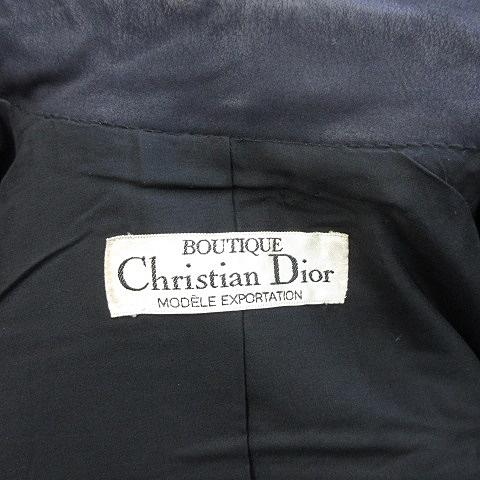 BOUTIQUE
Christian Dior
MODÈLE EXPORTATION